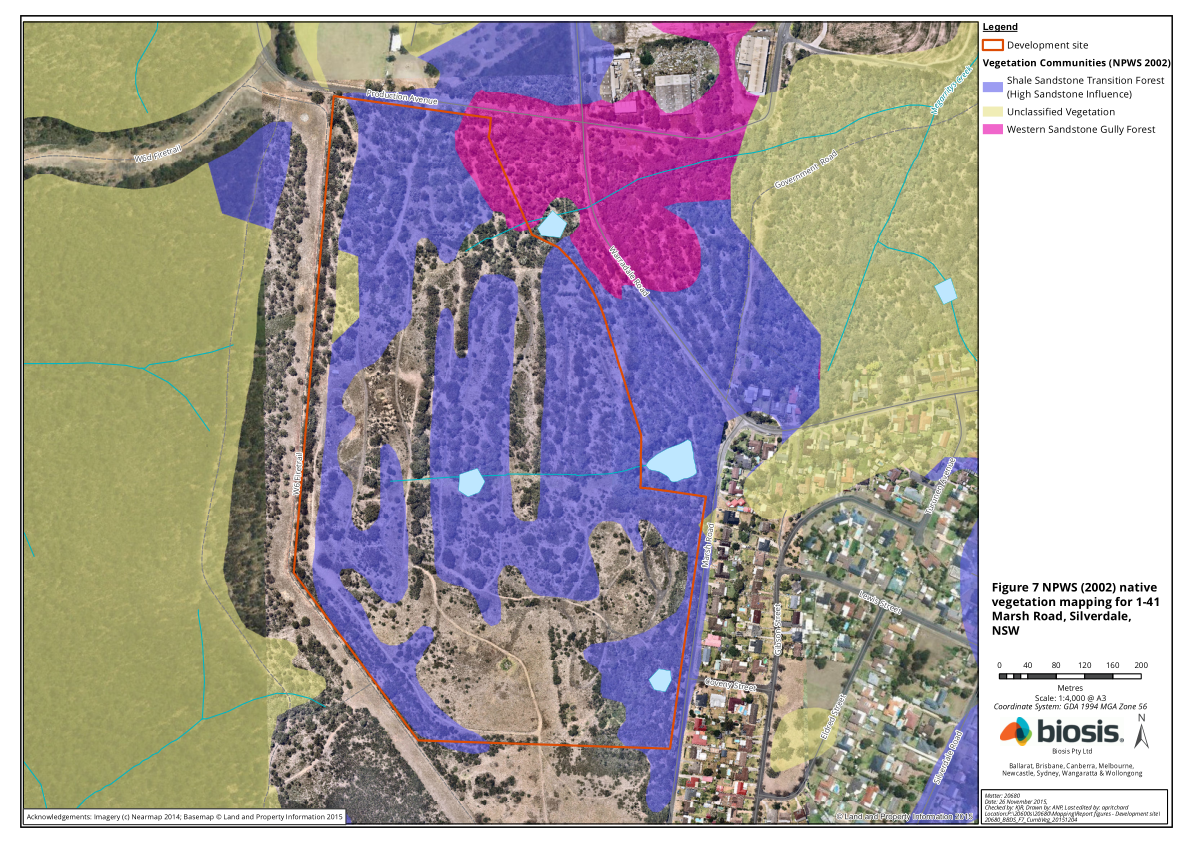 Production Avenue
W6d Firetrail
Megarritys Creek
Government Road
Warradale Road
W6 Firetrail
Marsh Road
Taranen Avenue
Lewis Street
Gibson Street
Coveny Street
Eldred Street
Silverdale Road
Acknowledgements: Imagery (c) Nearmap 2014; Basemap © Land and Property Information 2015
© Land and Property Information 2015
Legend
Development site
Vegetation Communities (NPWS 2002)
Shale Sandstone Transition Forest
(High Sandstone Influence)
Unclassified Vegetation
Western Sandstone Gully Forest
Figure 7 NPWS (2002) native
vegetation mapping for 1-41
Marsh Road, Silverdale,
NSW
0 40 80 120 160 200
Metres
Scale: 1:4,000 @ A3
Coordinate System: GDA 1994 MGA Zone 56
N
biosis.
Biosis Pty Ltd
Ballarat, Brisbane, Canberra, Melbourne,
Newcastle, Sydney, Wangaratta & Wollongong
Matter: 20680
Date: 26 November 2015,
Checked by: KJR, Drawn by: ANP, Last edited by: apritchard
Location:P:\20600s\20680\Mapping\Report figures - Development site\
20680_BBDS_F7_CumbVeg_20151204